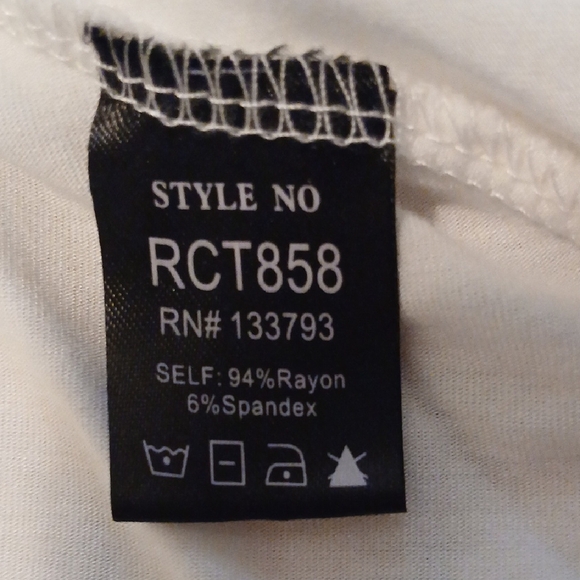 STYLE NO
RCT858
RN# 133793
SELF: 94%Rayon
6%Spandex